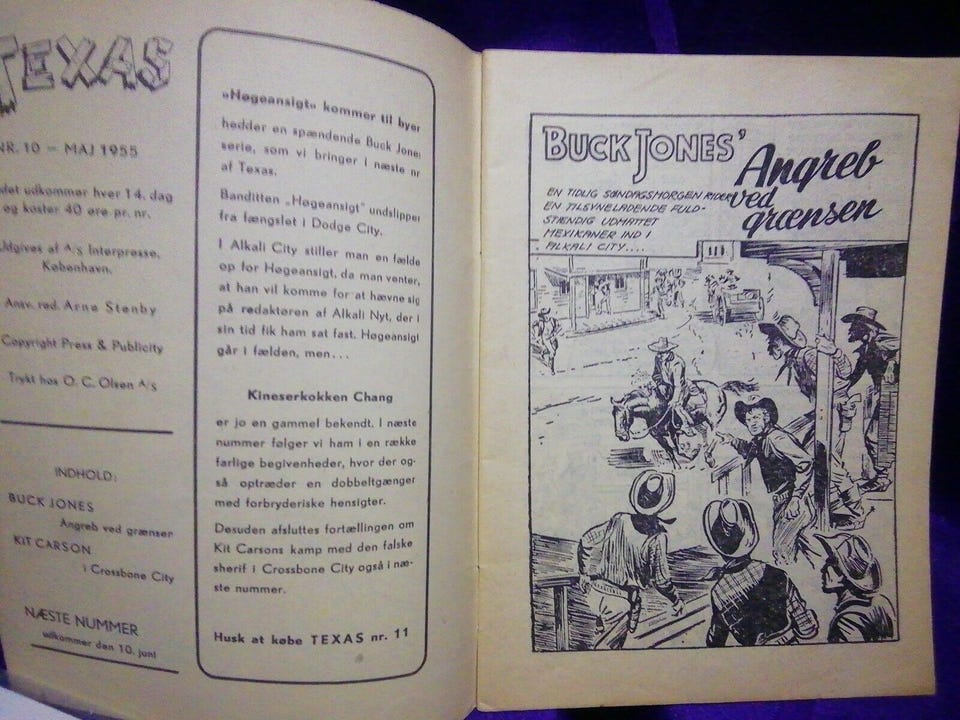 TEXAS
NR. 10 – MAJ 1955
det udkommer hver 14. dag
og koster 40 øre pr. nr.
Udgives af A/s Interpresse,
København.
Ansv. red. Arne Stenby
Copyright Press & Publicity
Trykt hos O. C. Olsen A/s
INDHOLD:
BUCK JONES
Angreb ved grænsen
KIT CARSON
i Crossbone City
NÆSTE NUMMER
udkommer den 10. juni
»Høgeansigt« kommer til byen
hedder en spændende Buck Jones
serie, som vi bringer i næste nr
af Texas.
Banditten „Høgeansigt" undslipper
fra fængslet i Dodge City.
I Alkali City stiller man en fælde
op for Høgeansigt, da man venter,
at han vil komme for at hævne sig
på redaktøren af Alkali Nyt, der i
sin tid fik ham sat fast. Høgeansigt
går i fælden, men...
Kineserkokken Chang
er jo en gammel bekendt. I næste
nummer følger vi ham i en række
farlige begivenheder, hvor der og-
så optræder en dobbeltgænger
med forbryderiske hensigter.
Desuden afsluttes fortællingen om
Kit Carsons kamp med den falske
sherif i Crossbone City også i næ-
ste nummer.
Husk at købe TEXAS nr. 11
BUCK JONES'
Angreb
ved
grænsen
EN TIDLIG SØNDAGSMORGEN RIDER
EN TILSYNELADENDE FULD-
STÆNDIG UDMATTET
MEXIKANER IND I
ALKALI CITY....